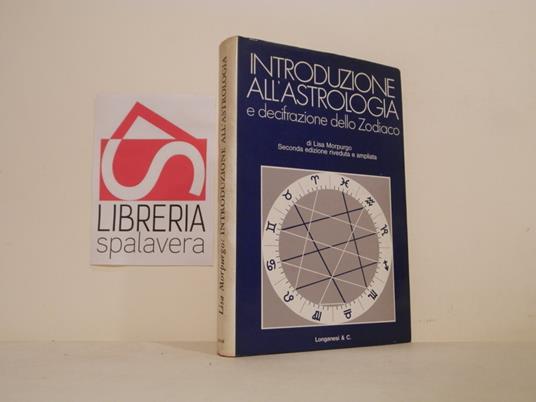 LIBRERIA
spalavera
Lisa Morpurgo: INTRODUZIONE ALL'ASTROLOGIA
INTRODUZIONE
ALL'ASTROLOGIA
e decifrazione dello Zodiaco
di Lisa Morpurgo
Seconda edizione riveduta e ampliata
Longanesi & C.